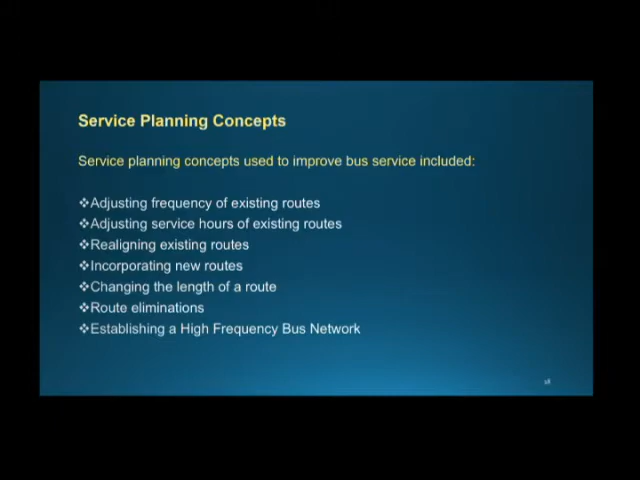 Service Planning Concepts
Service planning concepts used to improve bus service included:
❖Adjusting frequency of existing routes
❖Adjusting service hours of existing routes
❖Realigning existing routes
❖Incorporating new routes
❖Changing the length of a route
❖Route eliminations
❖Establishing a High Frequency Bus Network